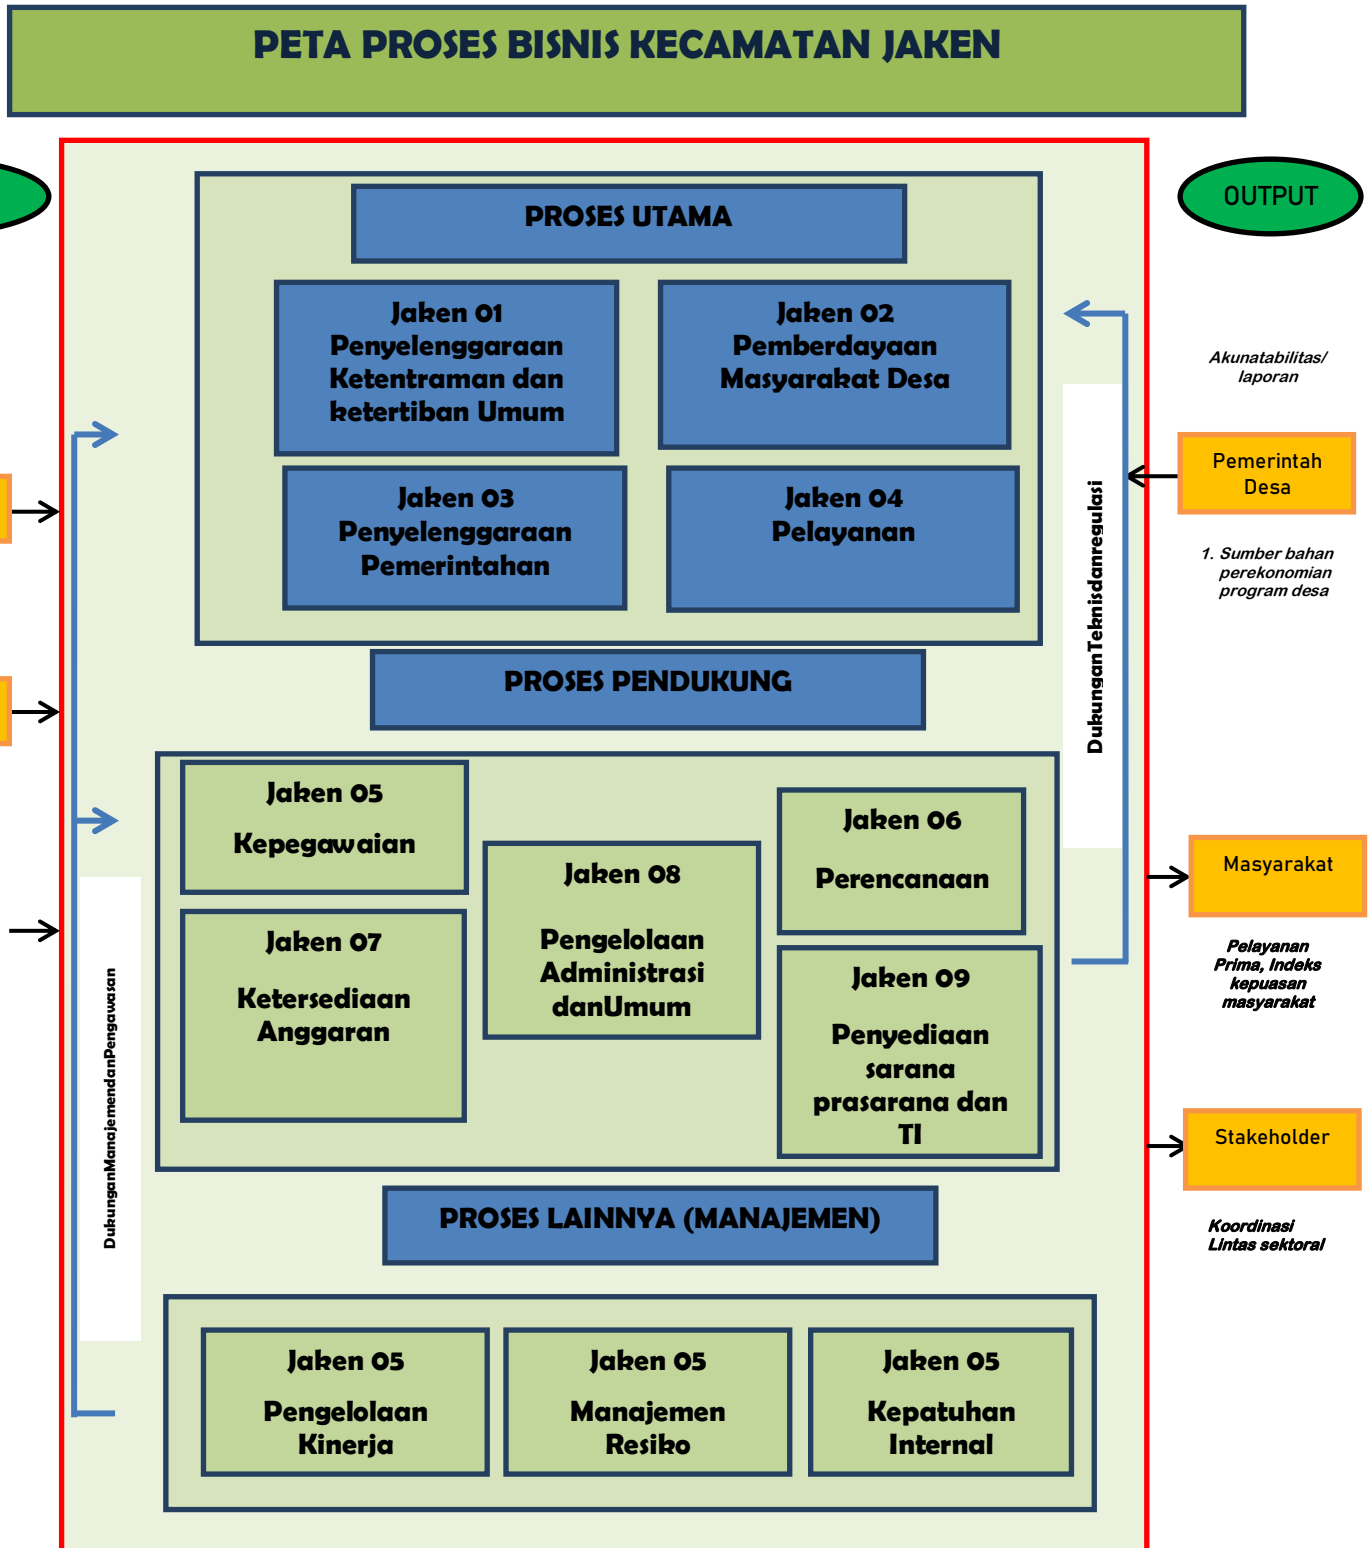 PETA PROSES BISNIS KECAMATAN JAKEN
OUTPUT
PROSES UTAMA
Jaken 01
Penyelenggaraan
Ketentraman dan
ketertiban Umum
Jaken 02
Pemberdayaan
Masyarakat Desa
Jaken 03
Penyelenggaraan
Pemerintahan
Jaken 04
Pelayanan
DukunganTeknisdanregulasi
Akunatabilitas/
laporan
Pemerintah
Desa
1. Sumber bahan
perekonomian
program desa
PROSES PENDUKUNG
Jaken 05
Kepegawaian
Jaken 06
Perencanaan
Jaken 07
Ketersediaan
Anggaran
Jaken 08
Pengelolaan
Administrasi
danUmum
Jaken 09
Penyediaan
sarana
prasarana dan
TI
DukunganManajemendanPengawasan
Masyarakat
Pelayanan
Prima, Indeks
kepuasan
masyarakat
Stakeholder
Koordinasi
Lintas sektoral
PROSES LAINNYA (MANAJEMEN)
Jaken 05
Pengelolaan
Kinerja
Jaken 05
Manajemen
Resiko
Jaken 05
Kepatuhan
Internal